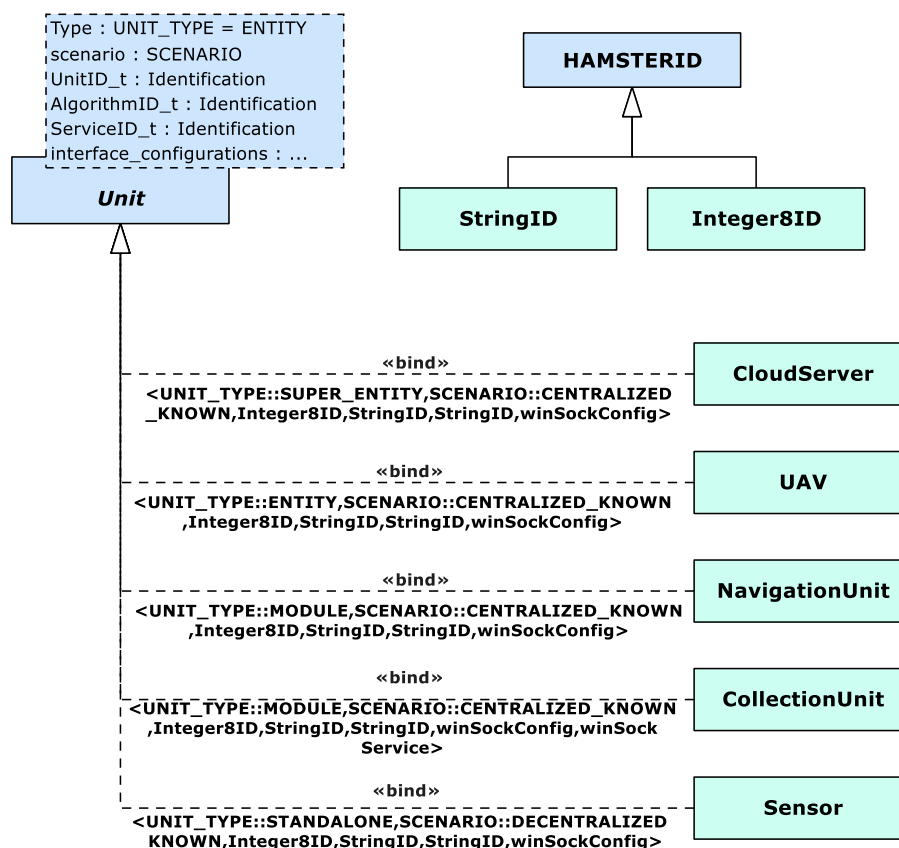 Type : UNIT_TYPE = ENTITY
scenario : SCENARIO
UnitID_t : Identification
AlgorithmID_t : Identification
ServiceID_t : Identification
interface_configurations : ...
Unit
HAMSTERID
StringID
Integer8ID
«bind»
<UNIT_TYPE::SUPER_ENTITY,SCENARIO::CENTRALIZED
_KNOWN,Integer8ID,StringID,StringID,winSockConfig>
CloudServer
«bind»
<UNIT_TYPE::ENTITY,SCENARIO::CENTRALIZED_KNOWN
,Integer8ID,StringID,StringID,winSockConfig>
UAV
«bind»
<UNIT_TYPE::MODULE,SCENARIO::CENTRALIZED_KNOWN
,Integer8ID,StringID,StringID,winSockConfig>
NavigationUnit
«bind»
<UNIT_TYPE::MODULE,SCENARIO::CENTRALIZED_KNOWN
,Integer8ID,StringID,StringID,winSockConfig,winSock
Service>
CollectionUnit
«bind»
<UNIT_TYPE::STANDALONE,SCENARIO::DECENTRALIZED
KNOWN,Integer8ID,StringID,StringID,winSockConfig>
Sensor